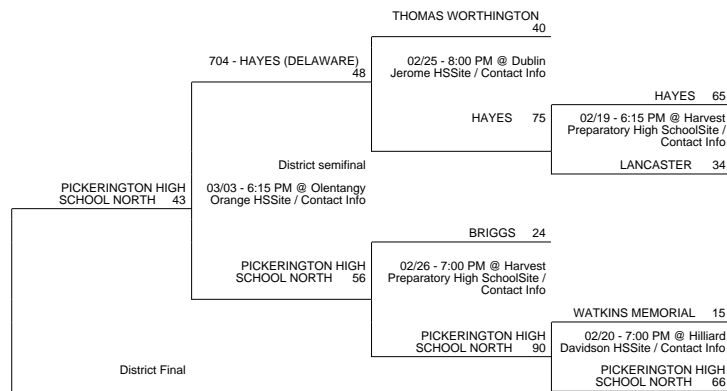 THOMAS WORTHINGTON
40
704 - HAYES (DELAWARE)
48
02/25 - 8:00 PM @ Dublin
Jerome HSSite / Contact Info
HAYES 65
HAYES 75
02/19 - 6:15 PM @ Harvest
Preparatory High SchoolSite /
Contact Info
District semifinal
LANCASTER 34
PICKERINGTON HIGH
SCHOOL NORTH 43
03/03 - 6:15 PM @ Olentangy
Orange HSSite / Contact Info
BRIGGS 24
PICKERINGTON HIGH
SCHOOL NORTH 56
02/26 - 7:00 PM @ Harvest
Preparatory High SchoolSite /
Contact Info
WATKINS MEMORIAL 15
PICKERINGTON HIGH
SCHOOL NORTH 90
02/20 - 7:00 PM @ Hilliard
Davidson HSSite / Contact Info
District Final
PICKERINGTON HIGH
SCHOOL NORTH 66